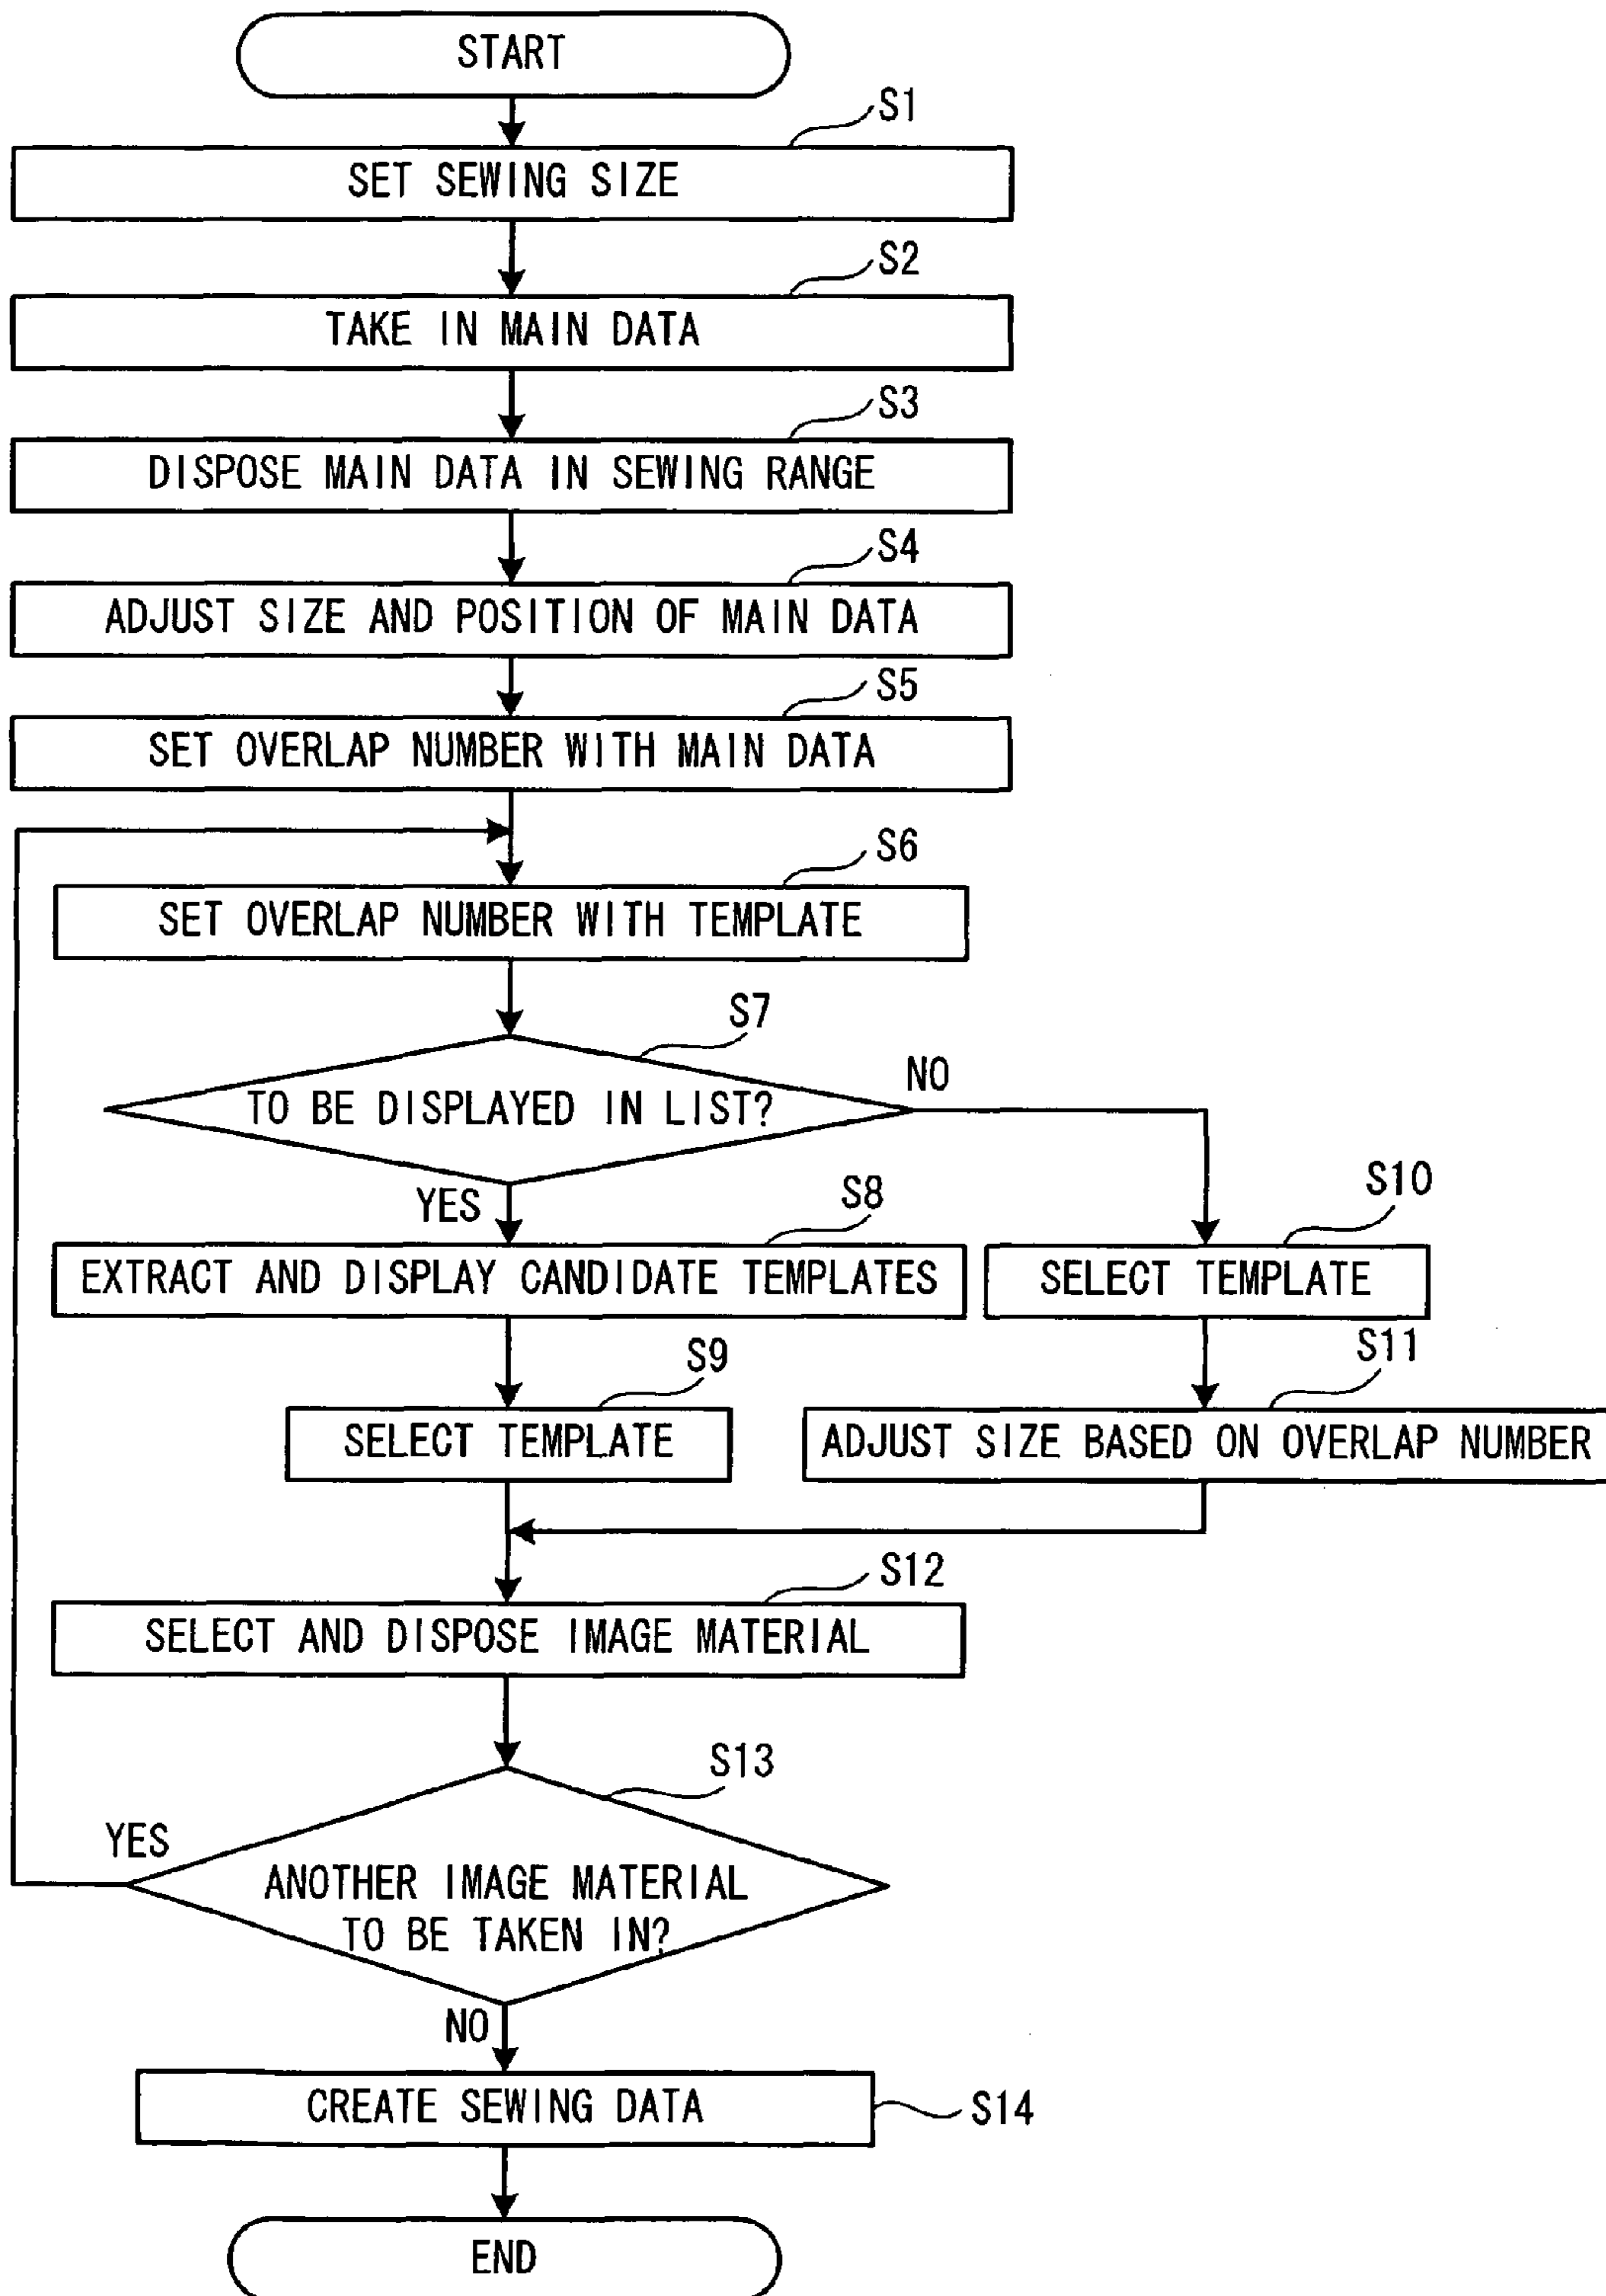 START
S1
SET SEWING SIZE
S2
TAKE IN MAIN DATA
S3
DISPOSE MAIN DATA IN SEWING RANGE
S4
ADJUST SIZE AND POSITION OF MAIN DATA
S5
SET OVERLAP NUMBER WITH MAIN DATA
S6
SET OVERLAP NUMBER WITH TEMPLATE
S7
TO BE DISPLAYED IN LIST?
NO
YES
S8
EXTRACT AND DISPLAY CANDIDATE TEMPLATES
S10
SELECT TEMPLATE
S9
SELECT TEMPLATE
S11
ADJUST SIZE BASED ON OVERLAP NUMBER
S12
SELECT AND DISPOSE IMAGE MATERIAL
S13
YES
ANOTHER IMAGE MATERIAL
TO BE TAKEN IN?
NO
CREATE SEWING DATA
S14
END